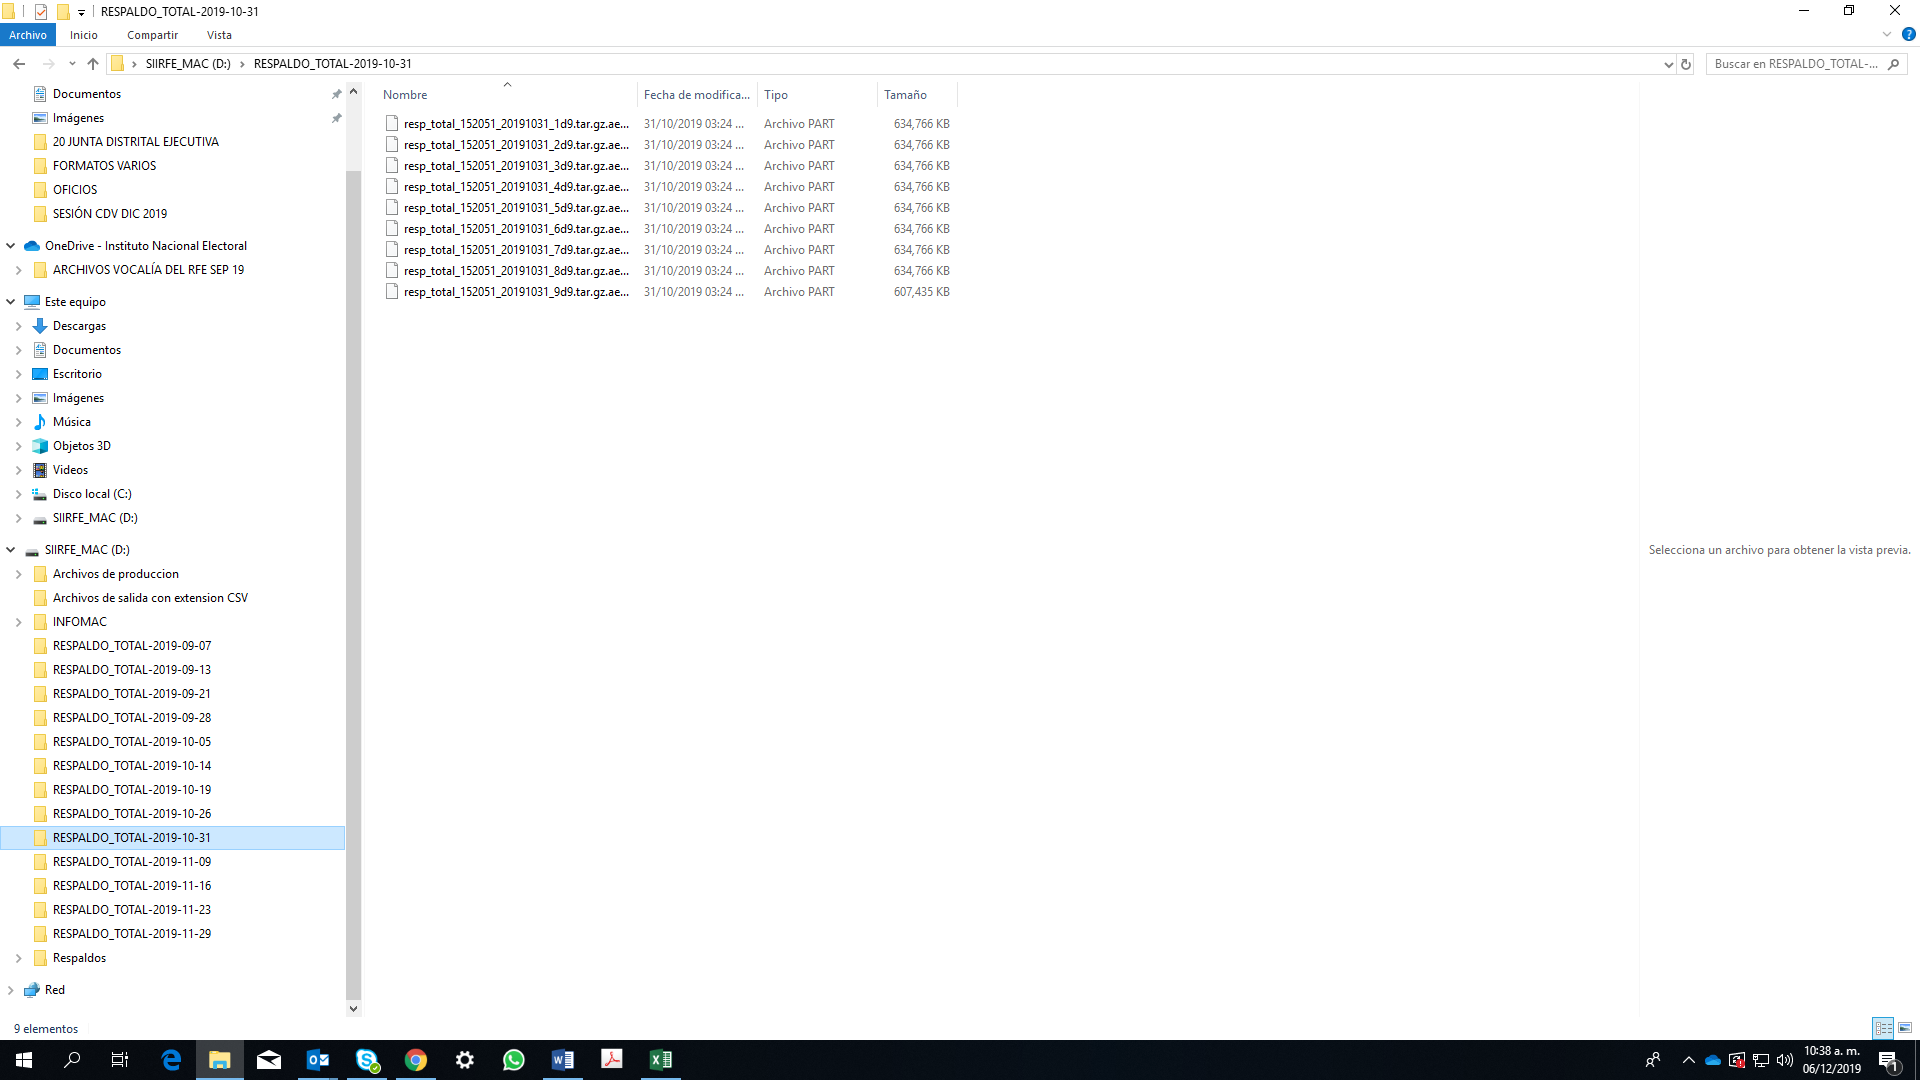 RESPALDO_TOTAL-2019-10-31
Archivo Inicio Compartir Vista
SIIRFE_MAC (D:) RESPALDO_TOTAL-2019-10-31
Buscar en RESPALDO_TOTAL-...
Documentos
Imágenes
20 JUNTA DISTRITAL EJECUTIVA
FORMATOS VARIOS
OFICIOS
SESIÓN CDV DIC 2019
OneDrive - Instituto Nacional Electoral
ARCHIVOS VOCALÍA DEL RFE SEP 19
Este equipo
Descargas
Documentos
Escritorio
Imágenes
Música
Objetos 3D
Videos
Disco local (C:)
SIIRFE_MAC (D:)
SIIRFE_MAC (D:)
Archivos de produccion
Archivos de salida con extension CSV
INFOMAC
RESPALDO_TOTAL-2019-09-07
RESPALDO_TOTAL-2019-09-13
RESPALDO_TOTAL-2019-09-21
RESPALDO_TOTAL-2019-09-28
RESPALDO_TOTAL-2019-10-05
RESPALDO_TOTAL-2019-10-14
RESPALDO_TOTAL-2019-10-19
RESPALDO_TOTAL-2019-10-26
RESPALDO_TOTAL-2019-10-31
RESPALDO_TOTAL-2019-11-09
RESPALDO_TOTAL-2019-11-16
RESPALDO_TOTAL-2019-11-23
RESPALDO_TOTAL-2019-11-29
Respaldos
Red
Nombre Fecha de modifica... Tipo Tamaño
resp_total_152051_20191031_1d9.tar.gz.ae... 31/10/2019 03:24 ... Archivo PART 634,766 KB
resp_total_152051_20191031_2d9.tar.gz.ae... 31/10/2019 03:24 ... Archivo PART 634,766 KB
resp_total_152051_20191031_3d9.tar.gz.ae... 31/10/2019 03:24 ... Archivo PART 634,766 KB
resp_total_152051_20191031_4d9.tar.gz.ae... 31/10/2019 03:24 ... Archivo PART 634,766 KB
resp_total_152051_20191031_5d9.tar.gz.ae... 31/10/2019 03:24 ... Archivo PART 634,766 KB
resp_total_152051_20191031_6d9.tar.gz.ae... 31/10/2019 03:24 ... Archivo PART 634,766 KB
resp_total_152051_20191031_7d9.tar.gz.ae... 31/10/2019 03:24 ... Archivo PART 634,766 KB
resp_total_152051_20191031_8d9.tar.gz.ae... 31/10/2019 03:24 ... Archivo PART 634,766 KB
resp_total_152051_20191031_9d9.tar.gz.ae... 31/10/2019 03:24 ... Archivo PART 607,435 KB
Selecciona un archivo para obtener la vista previa.
9 elementos
10:38 a. m.
06/12/2019
1